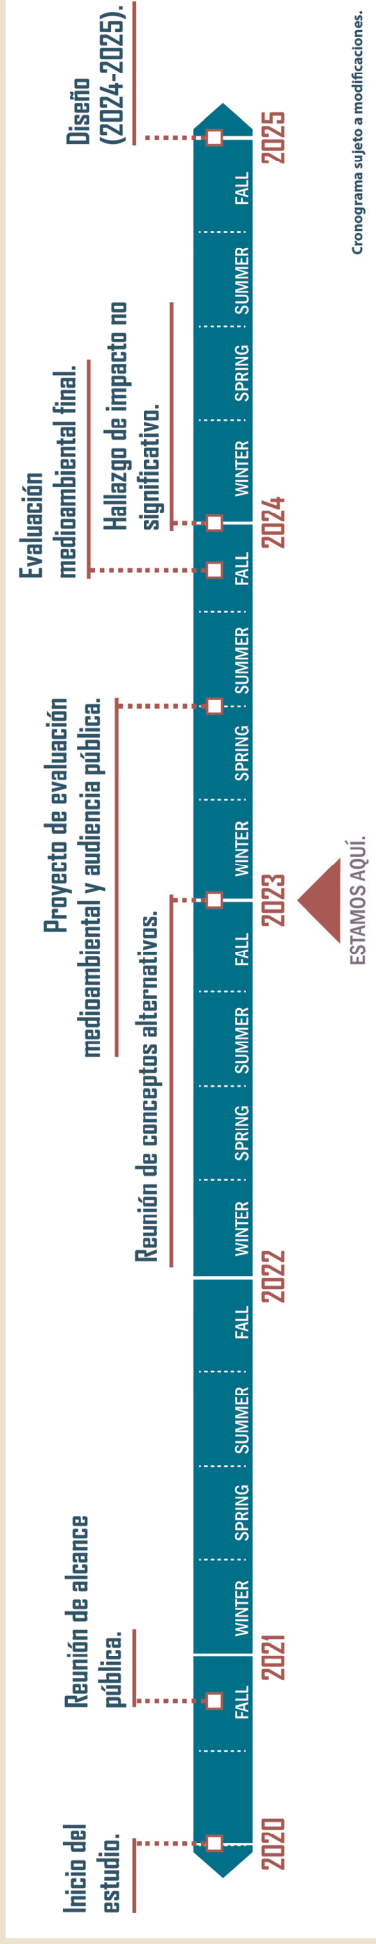 Inicio del
estudio.
Reunión de alcance
pública.
Reunión de conceptos alternativos.
Proyecto de evaluación
medioambiental y audiencia pública.
Evaluación
medioambiental final.
Hallazgo de impacto no
significativo.
Diseño
(2024-2025).
FALL
WINTER
SPRING
SUMMER
FALL
WINTER
SPRING
SUMMER
FALL
WINTER
SPRING
SUMMER
FALL
WINTER
SPRING
SUMMER
FALL
2020
2021
2022
2023
2024
2025
ESTAMOS AQUÍ.
Cronograma sujeto a modificaciones.